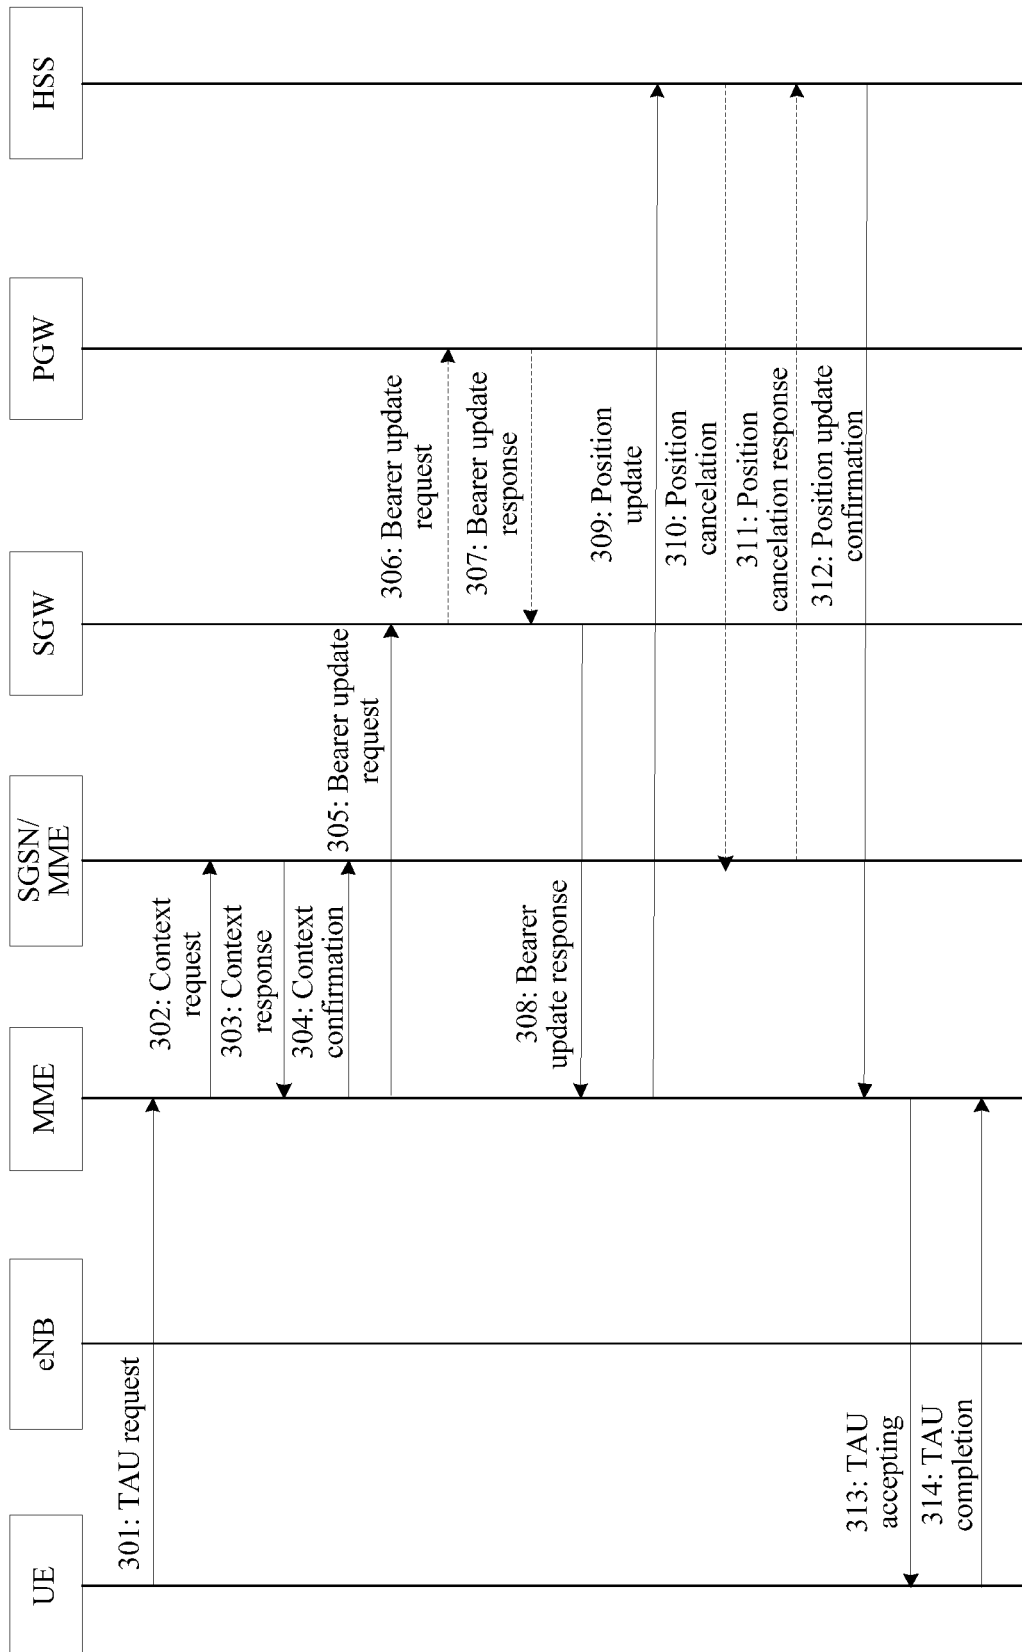 UE
eNB
MME
SGSN/
MME
SGW
PGW
HSS
301: TAU request
302: Context
request
303: Context
response
304: Context
confirmation
305: Bearer update
request
306: Bearer update
request
307: Bearer update
response
308: Bearer
update response
309: Position
update
310: Position
cancelation
311: Position
cancelation response
312: Position update
confirmation
313: TAU
accepting
314: TAU
completion